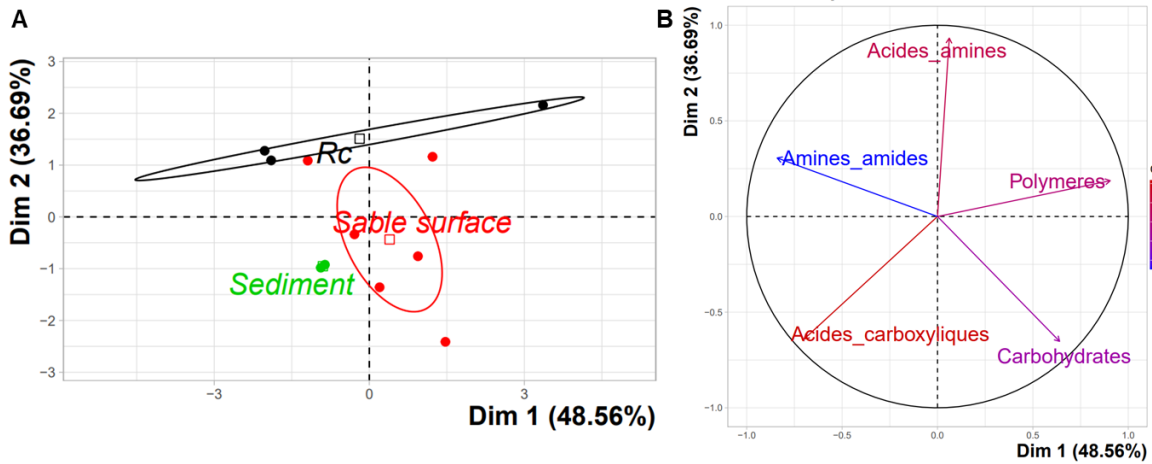 A
Dim 2 (36.69%)
3
2
1
0
−1
−2
−3
Rc
Sable surface
Sediment
−3
0
3
Dim 1 (48.56%)
B
Dim 2 (36.69%)
1.0
0.5
0.0
−0.5
−1.0
Acides_amines
Amines_amides
Polymeres
Acides_carboxyliques
Carbohydrates
−1.0
−0.5
0.0
0.5
1.0
Dim 1 (48.56%)